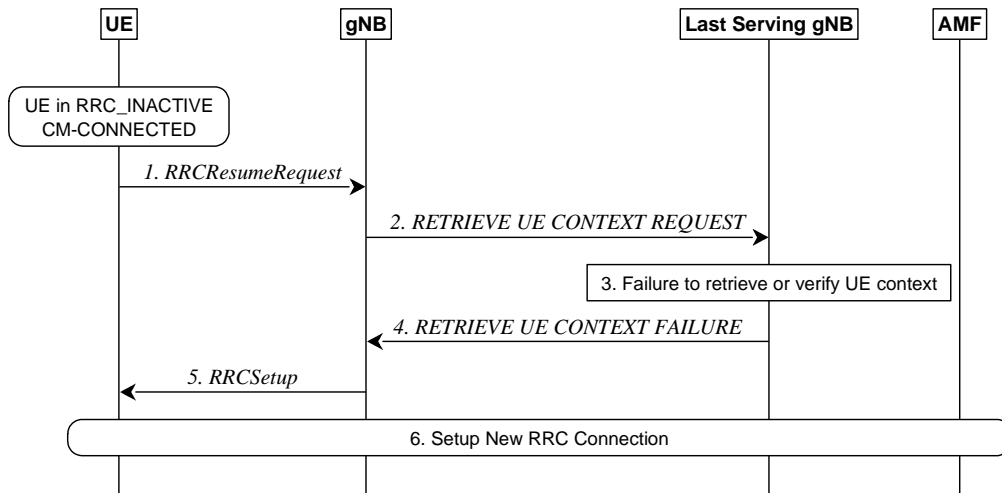 UE
gNB
Last Serving gNB
AMF
UE in RRC_INACTIVE
CM-CONNECTED
1. RRCResumeRequest
2. RETRIEVE UE CONTEXT REQUEST
3. Failure to retrieve or verify UE context
4. RETRIEVE UE CONTEXT FAILURE
5. RRCSetup
6. Setup New RRC Connection